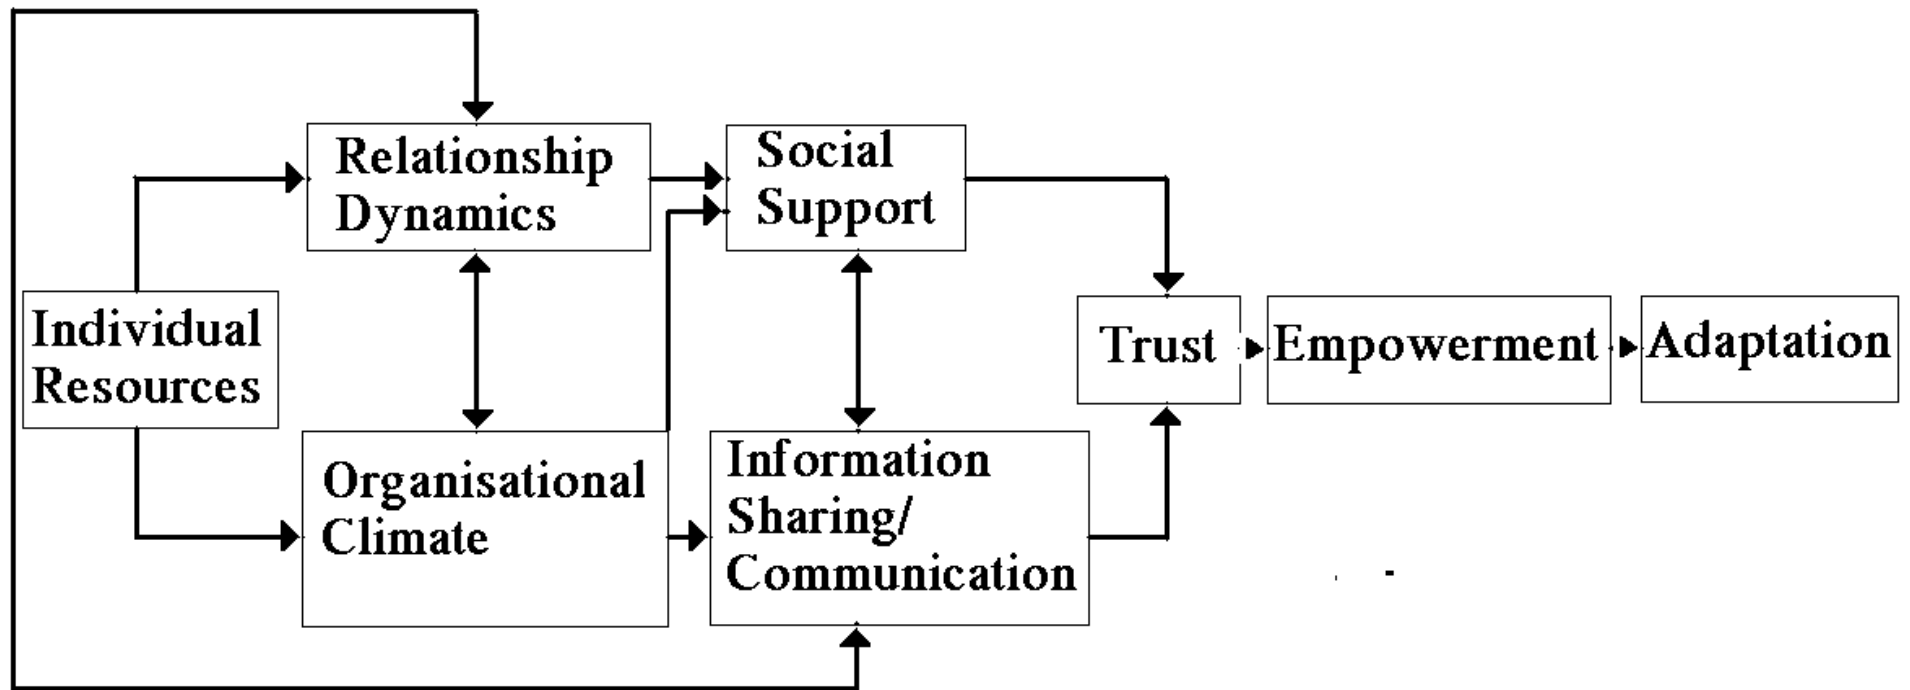 Relationship
Dynamics
Social
Support
Individual
Resources
Trust
Empowerment
Adaptation
Organisational
Climate
Information
Sharing/
Communication